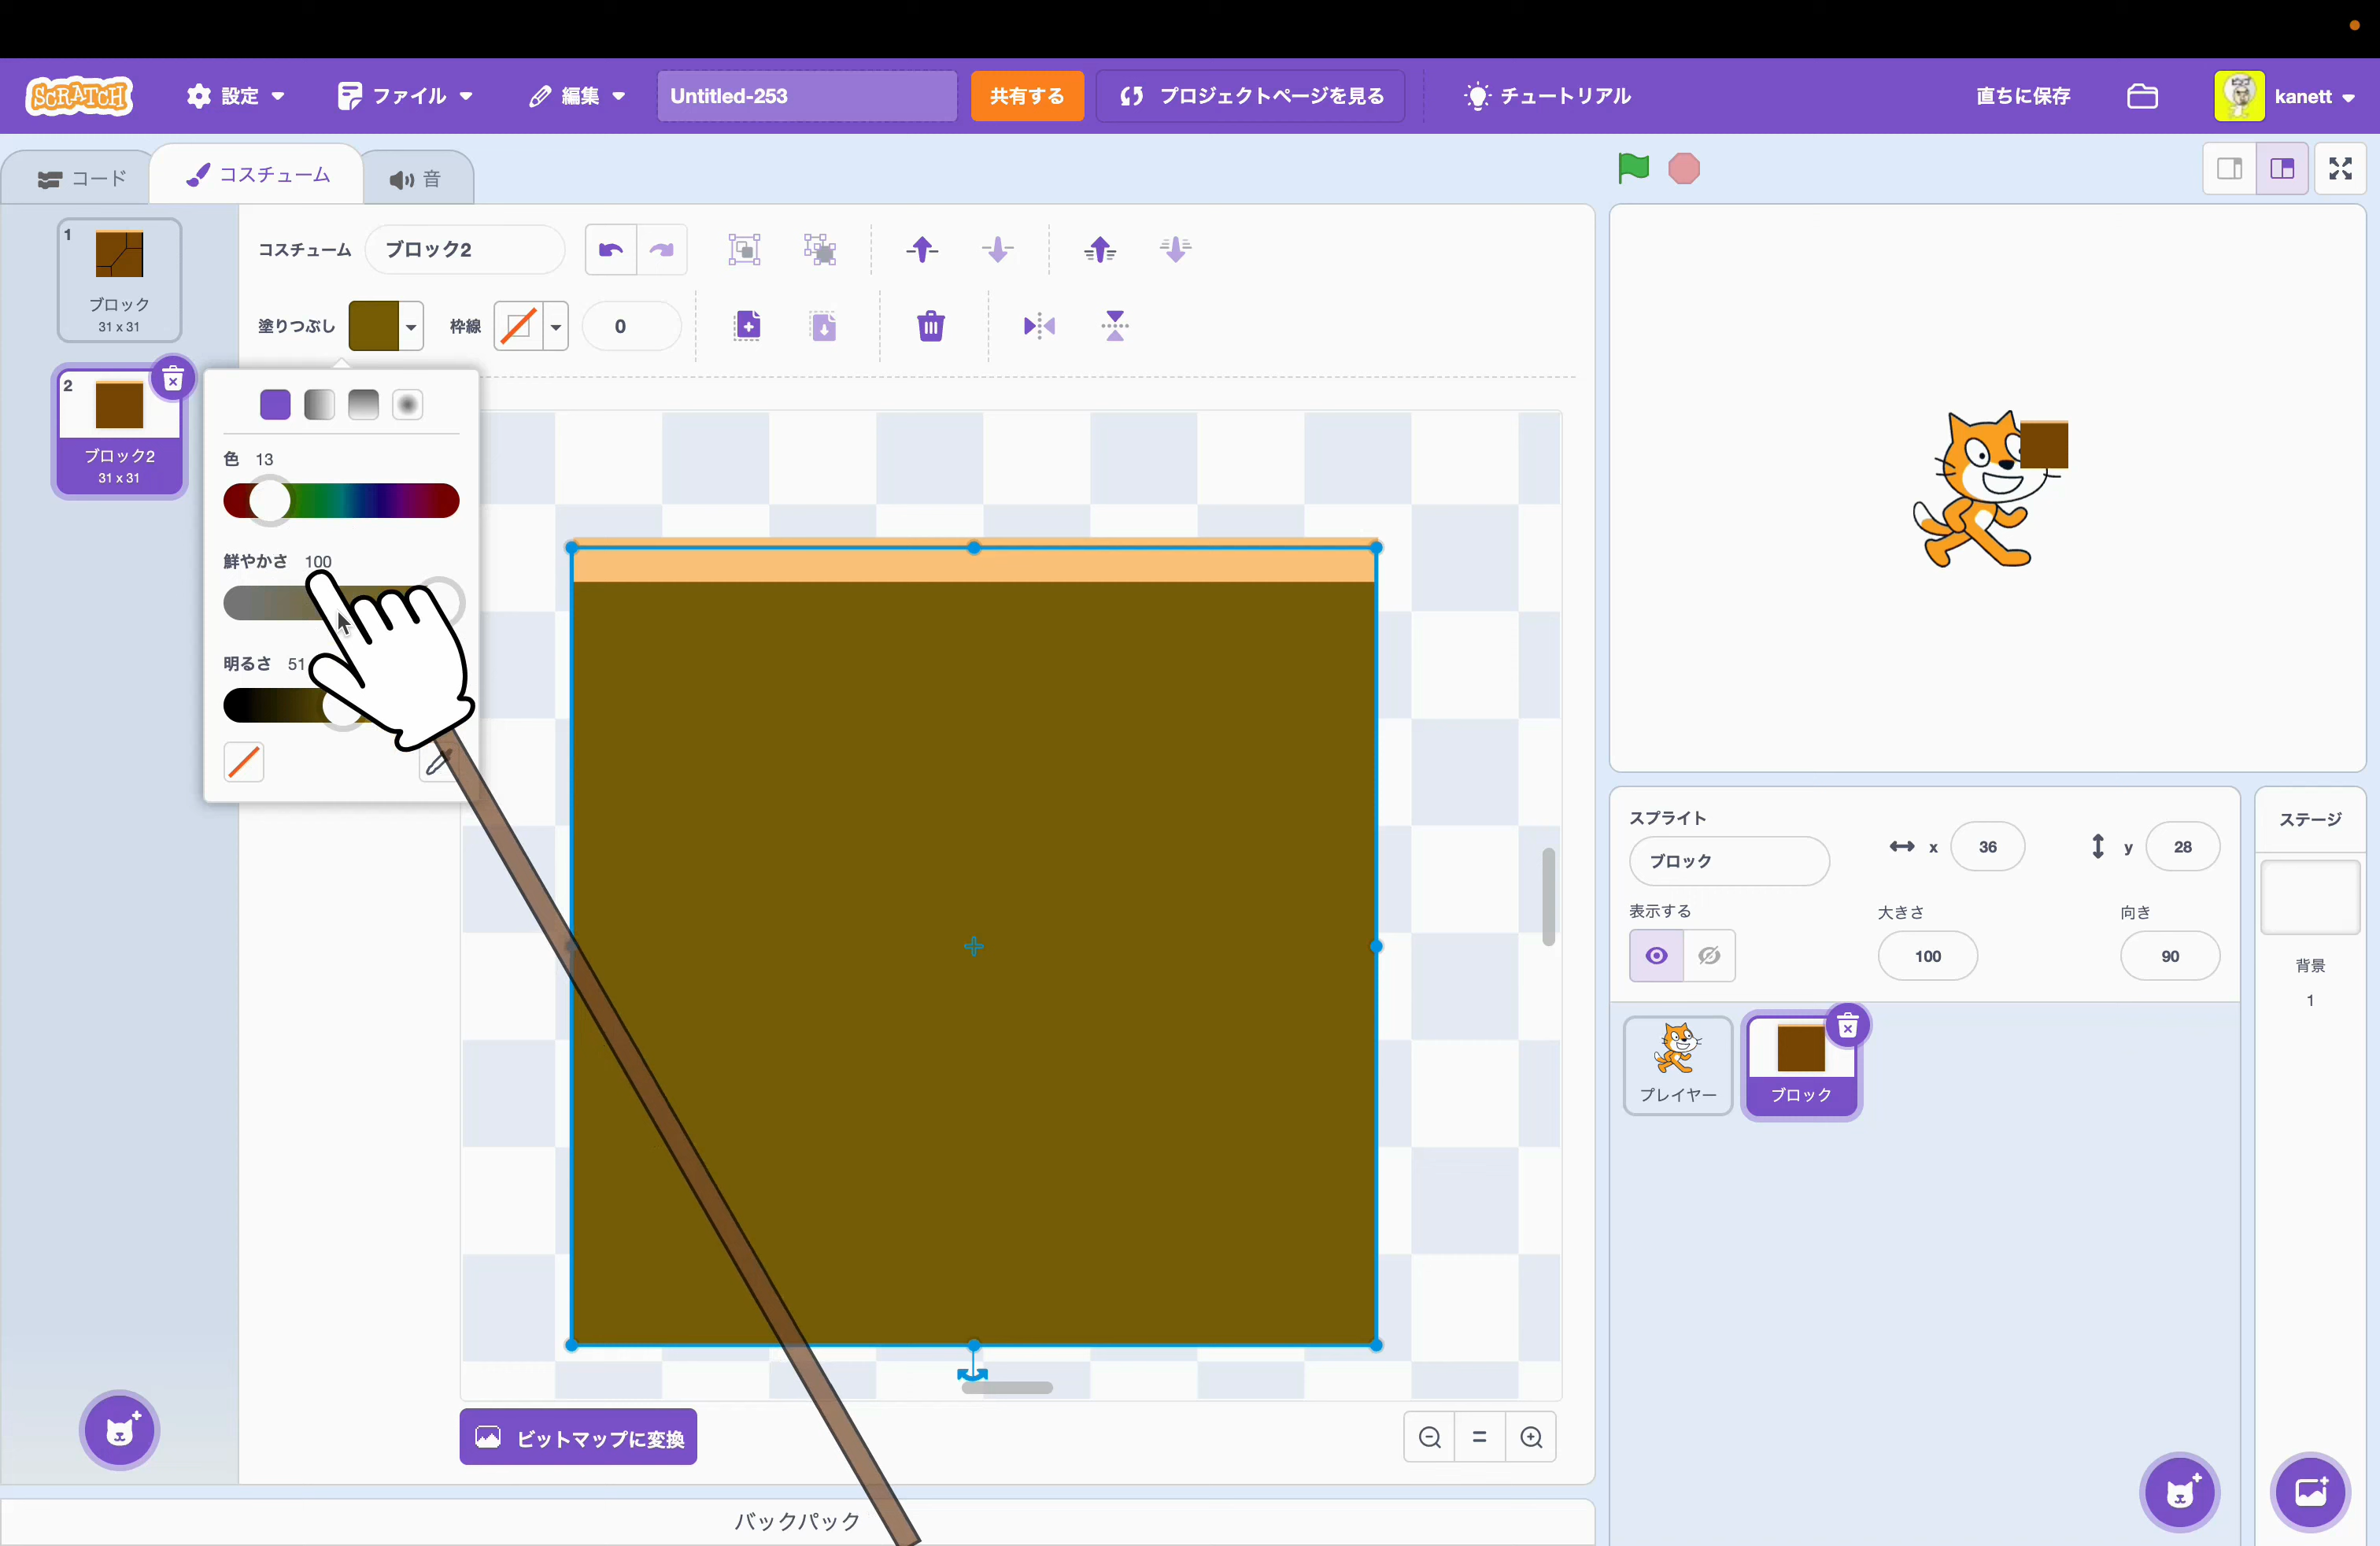 SCRATCH
設定
ファイル
編集
Untitled-253
共有する
プロジェクトページを見る
チュートリアル
直ちに保存
kanett
コード
コスチューム
音
1
ブロック
31 x 31
2
ブロック2
31 x 31
コスチューム
ブロック2
塗りつぶし
枠線
0
色 13
鮮やかさ 100
明るさ 51
ビットマップに変換
バックパック
スプライト
ブロック
x 36
y 28
表示する
大きさ
100
向き
90
プレイヤー
ブロック
ステージ
背景
1